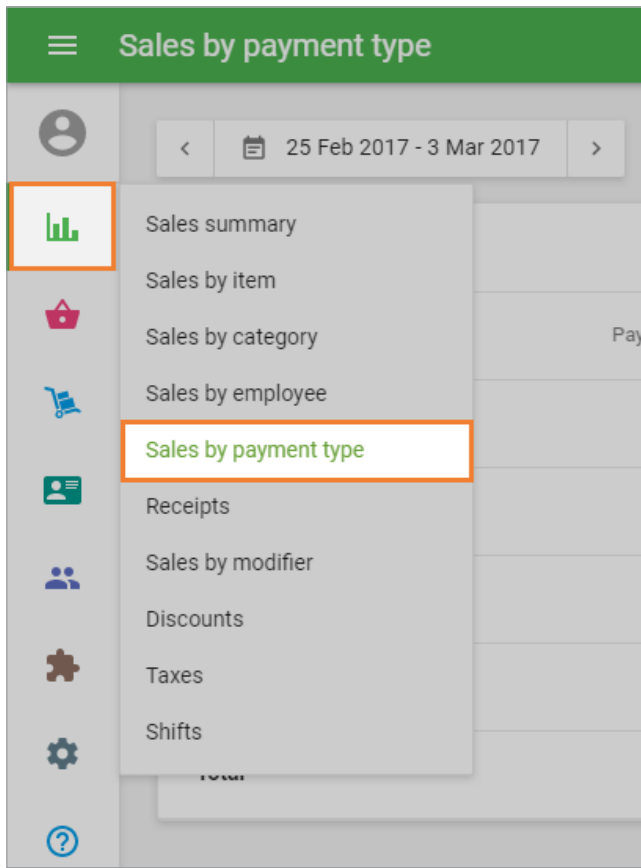 Sales by payment type
25 Feb 2017 - 3 Mar 2017
Sales summary
Sales by item
Sales by category
Pay
Sales by employee
Sales by payment type
Receipts
Sales by modifier
Discounts
Taxes
Shifts
Total